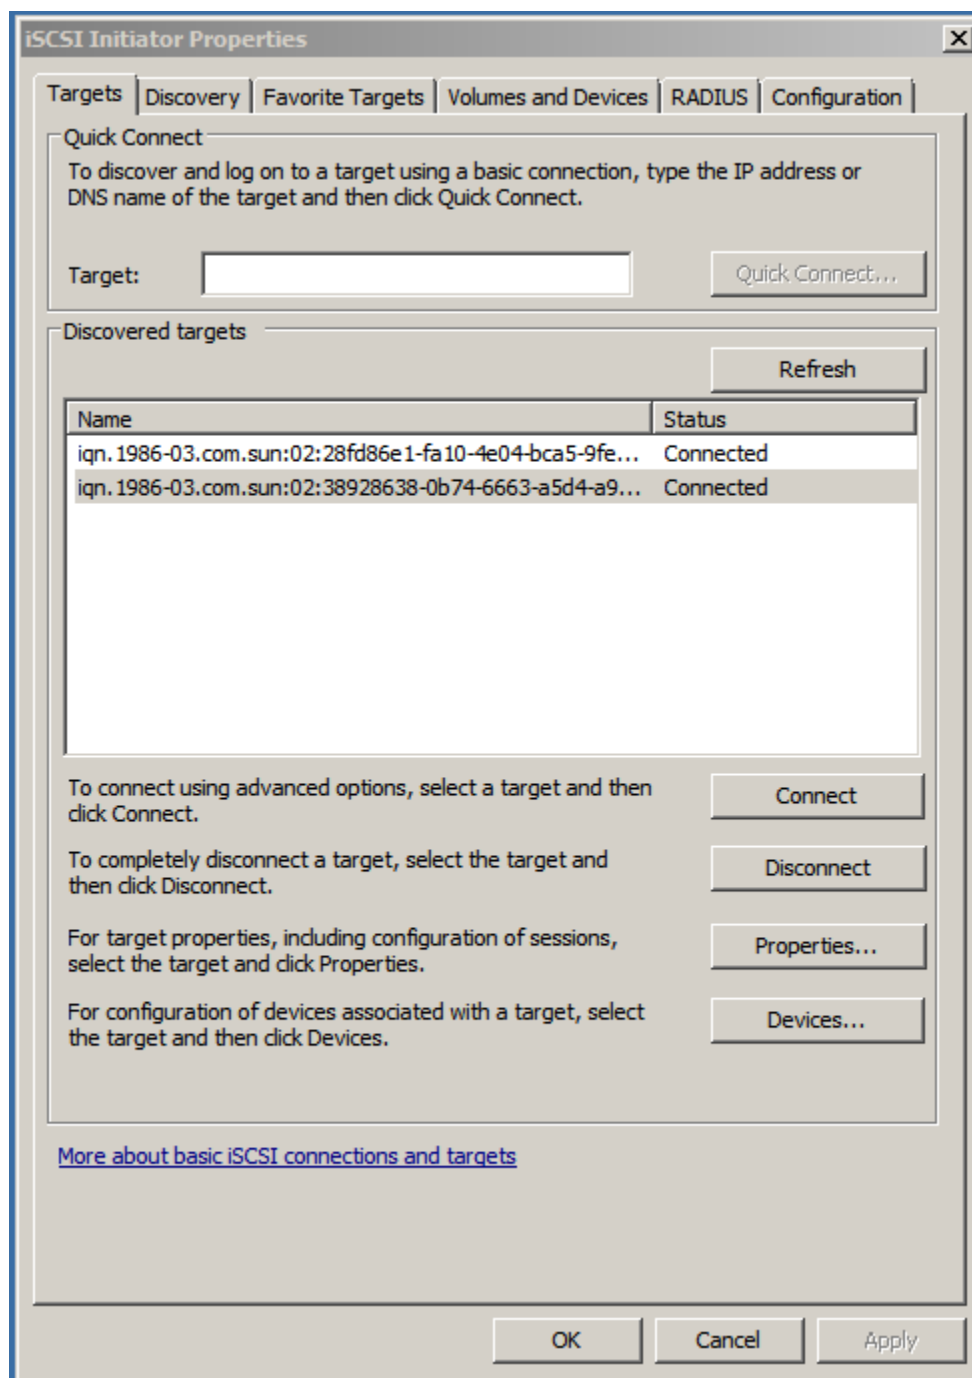 iSCSI Initiator Properties
Targets Discovery Favorite Targets Volumes and Devices RADIUS Configuration
Quick Connect
To discover and log on to a target using a basic connection, type the IP address or
DNS name of the target and then click Quick Connect.
Target:
Quick Connect...
Discovered targets
Refresh
Name Status
iqn.1986-03.com.sun:02:28fd86e1-fa10-4e04-bca5-9fe... Connected
iqn.1986-03.com.sun:02:38928638-0b74-6663-a5d4-a9... Connected
To connect using advanced options, select a target and then
click Connect.
Connect
To completely disconnect a target, select the target and
then click Disconnect.
Disconnect
For target properties, including configuration of sessions,
select the target and click Properties.
Properties...
For configuration of devices associated with a target, select
the target and then click Devices.
Devices...
More about basic iSCSI connections and targets
OK Cancel Apply